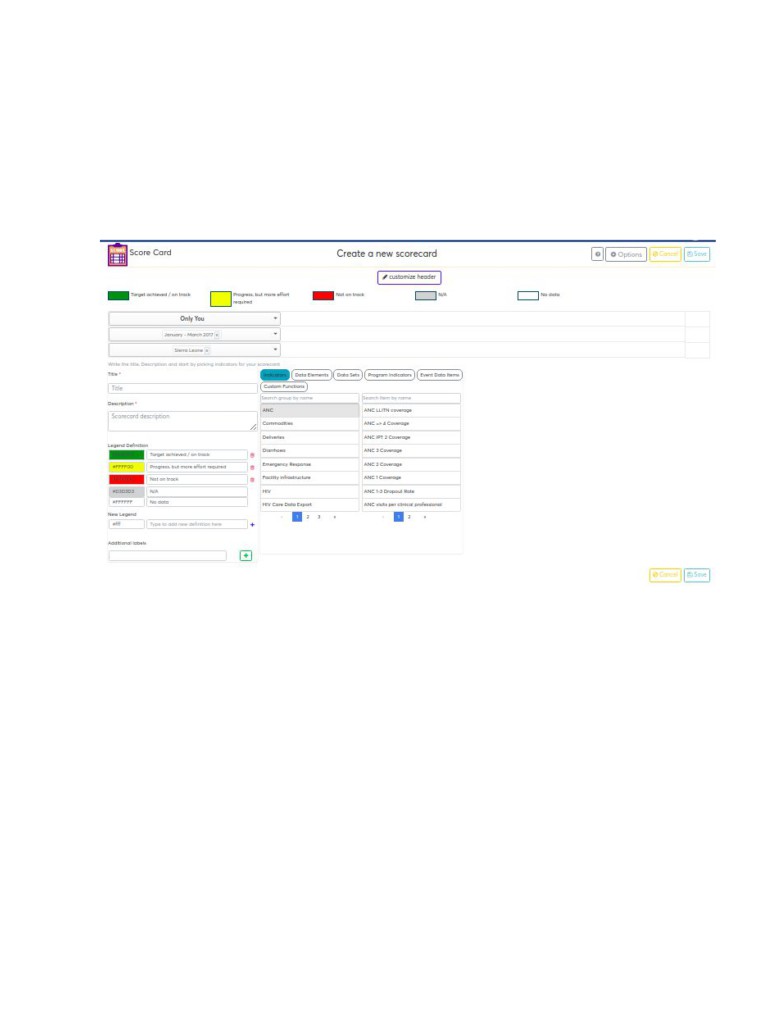 Score Card
Create a new scorecard
Options
Cancel
Save
customize header
Target achieved / on track
Progress, but more effort
required
Not on track
N/A
No data
Only You
January - March 2017 x
Sierra Leone x
Write the title, Description and start by picking indicators for your scorecard
Title *
Title
Description *
Scorecard description
Legend Definition
Target achieved / on track
Progress, but more effort required
Not on track
N/A
#FFFFFF No data
New Legend
#fff Type to add new definition here +
Additional labels
+
Indicators Data Elements Data Sets Program Indicators Event Data Items
Custom Functions
Search group by name
ANC
Commodities
Deliveries
Diarrhoea
Emergency Response
Facility Infrastructure
HIV
HIV Care Data Export
1 2 3 »
Search item by name
ANC LLITN coverage
ANC => 4 Coverage
ANC IPT 2 Coverage
ANC 3 Coverage
ANC 2 Coverage
ANC 1 Coverage
ANC 1-3 Dropout Rate
ANC visits per clinical professional
1 2 »
Cancel
Save